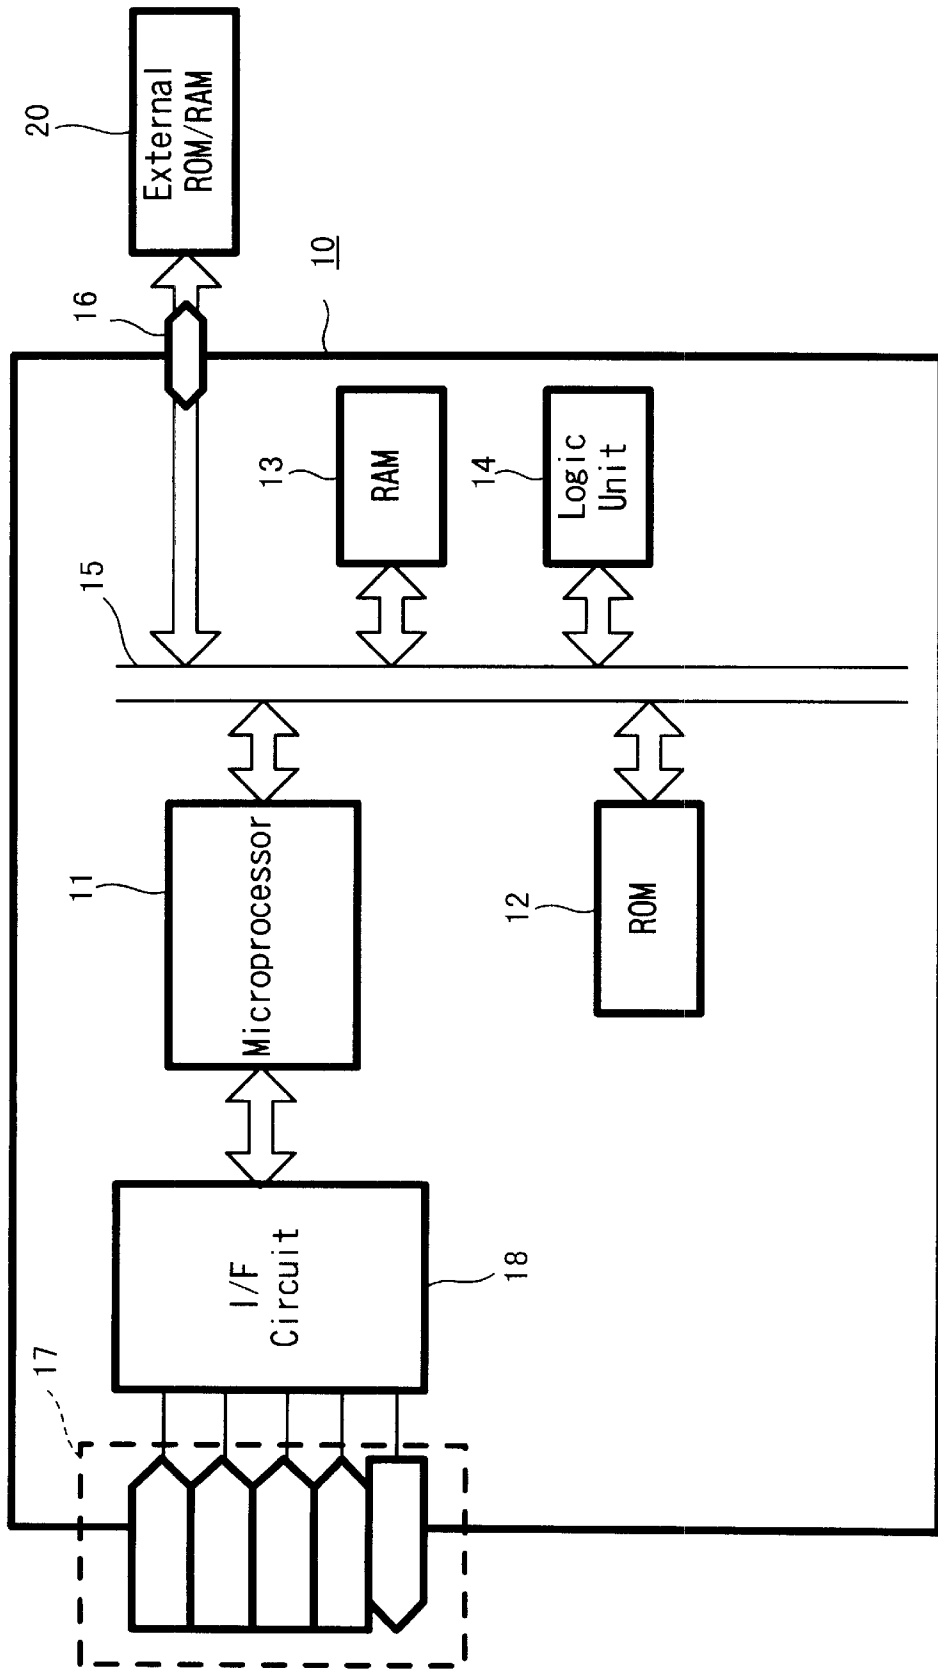 17
I/F
Circuit
18
11
Microprocessor
12
ROM
15
13
RAM
14
Logic
Unit
16
10
20
External
ROM/RAM